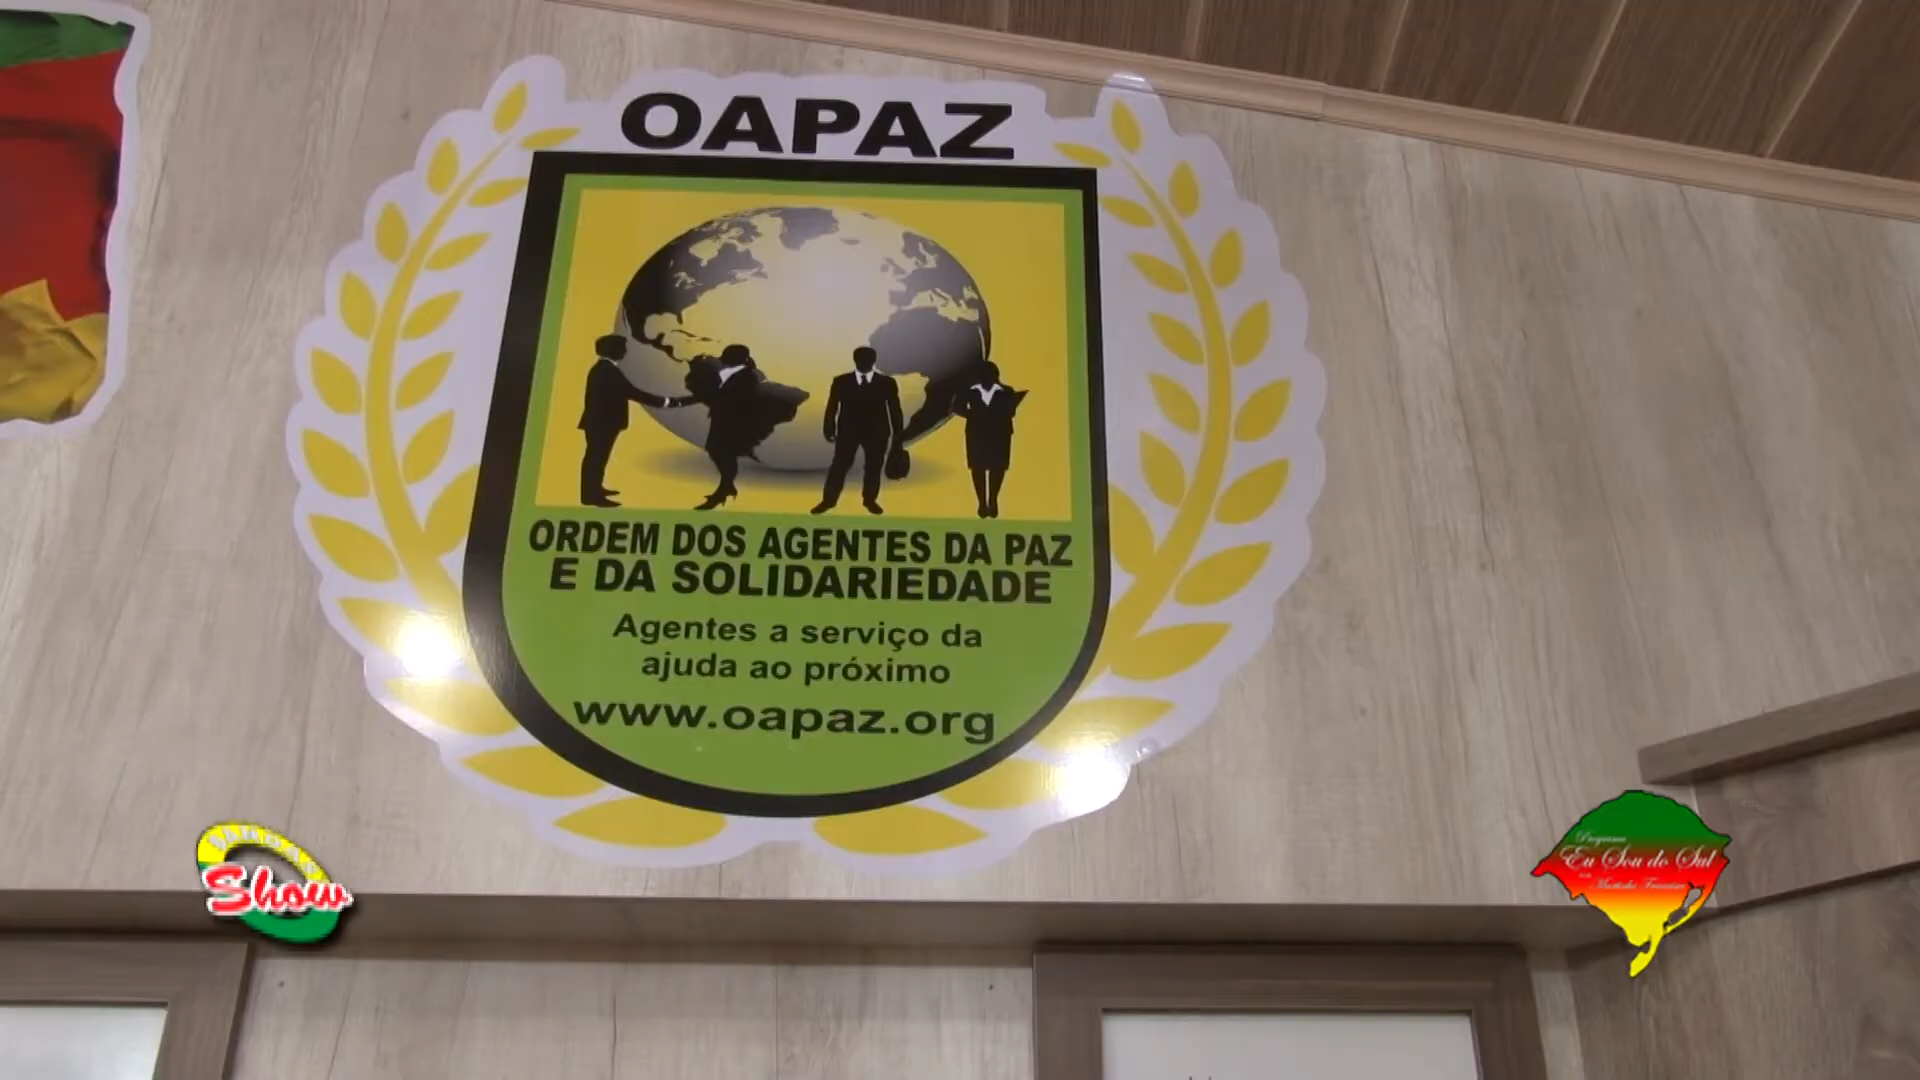 OAPAZ
ORDEM DOS AGENTES DA PAZ
E DA SOLIDARIEDADE
Agentes a serviço da
ajuda ao próximo
www.oapaz.org
Show
Programa
Eu Sou do Sul